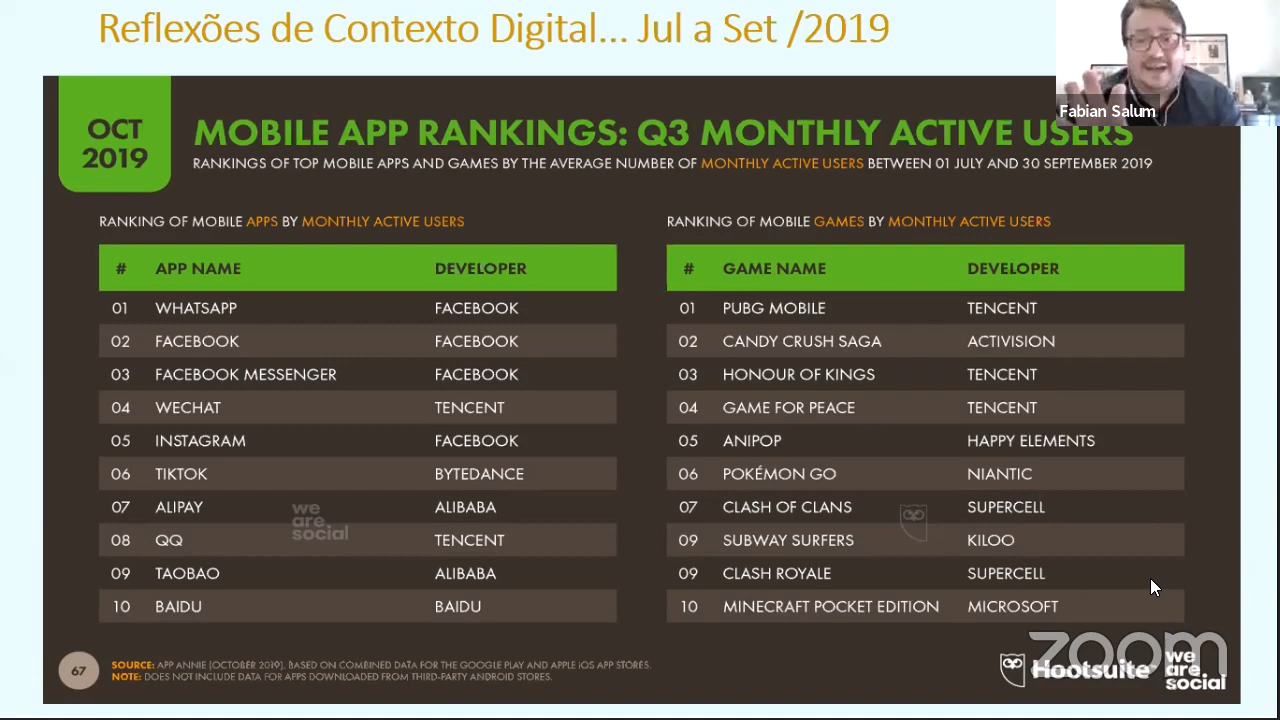 Reflexões de Contexto Digital... Jul a Set /2019
Fabian Salum
OCT
2019
MOBILE APP RANKINGS: Q3 MONTHLY ACTIVE USERS
RANKINGS OF TOP MOBILE APPS AND GAMES BY THE AVERAGE NUMBER OF MONTHLY ACTIVE USERS BETWEEN 01 JULY AND 30 SEPTEMBER 2019
RANKING OF MOBILE APPS BY MONTHLY ACTIVE USERS
# APP NAME DEVELOPER
01 WHATSAPP FACEBOOK
02 FACEBOOK FACEBOOK
03 FACEBOOK MESSENGER FACEBOOK
04 WECHAT TENCENT
05 INSTAGRAM FACEBOOK
06 TIKTOK BYTEDANCE
07 ALIPAY ALIBABA
08 QQ TENCENT
09 TAOBAO ALIBABA
10 BAIDU BAIDU
we
are
social
RANKING OF MOBILE GAMES BY MONTHLY ACTIVE USERS
# GAME NAME DEVELOPER
01 PUBG MOBILE TENCENT
02 CANDY CRUSH SAGA ACTIVISION
03 HONOUR OF KINGS TENCENT
04 GAME FOR PEACE TENCENT
05 ANIPOP HAPPY ELEMENTS
06 POKÉMON GO NIANTIC
07 CLASH OF CLANS SUPERCELL
09 SUBWAY SURFERS KILOO
09 CLASH ROYALE SUPERCELL
10 MINECRAFT POCKET EDITION MICROSOFT
67
SOURCE: APP ANNIE (OCTOBER 2019), BASED ON COMBINED DATA FOR THE GOOGLE PLAY AND APPLE iOS APP STORES.
NOTE: DOES NOT INCLUDE DATA FOR APPS DOWNLOADED FROM THIRD-PARTY ANDROID STORES.
zoom
Hootsuite
we
are
social